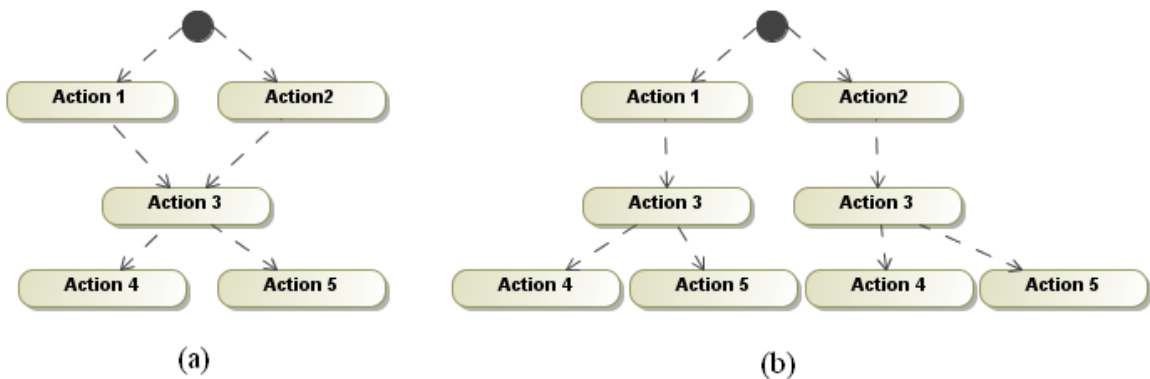 Action 1 Action2 Action 1 Action2
Action 3 Action 3 Action 3
Action 4 Action 5 Action 4 Action 5 Action 4 Action 5
(a) (b)